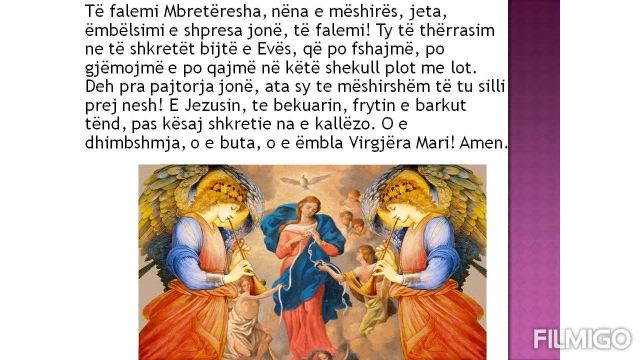 Të falemi Mbretëresha, nëna e mëshirës, jeta,
ëmbëlsimi e shpresa jonë, të falemi! Ty të thërrasim
ne të shkretët bijtë e Evës, që po fshajmë, po
gjëmojmë e po qajmë në këtë shekull plot me lot.
Deh pra pajtorja jonë, ata sy te mëshirshëm të tu silli
prej nesh! E Jezusin, te bekuarin, frytin e barkut
tënd, pas kësaj shkretie na e kallëzo. O e
dhimbshmja, o e buta, o e ëmbla Virgjëra Mari! Amen.
FILMIGO